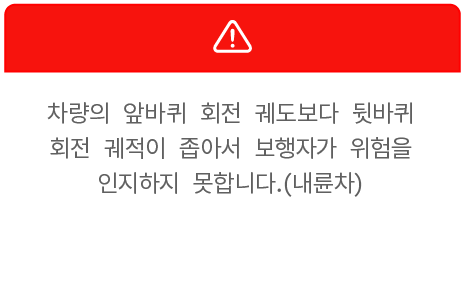 차량의 앞바퀴 회전 궤도보다 뒷바퀴
회전 궤적이 좁아서 보행자가 위험을
인지하지 못합니다.(내륜차)